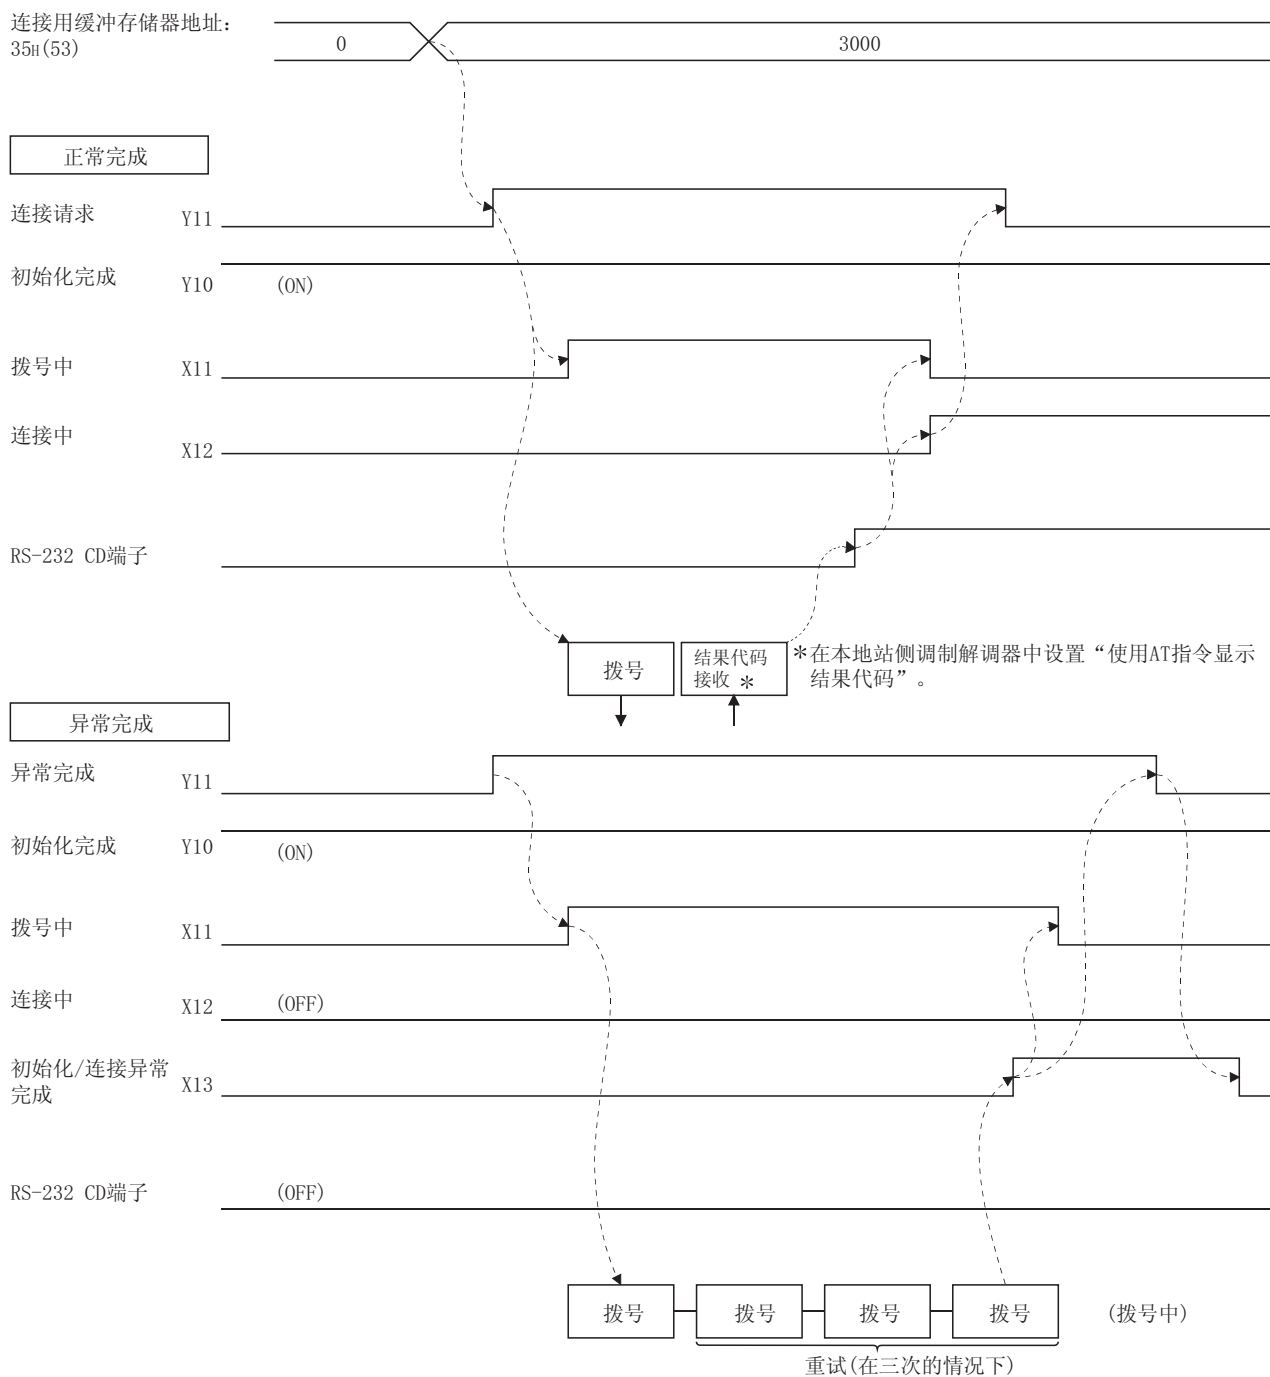 连接用缓冲存储器地址:
35H(53)
0
3000
正常完成
连接请求 Y11
初始化完成 Y10 (ON)
拨号中 X11
连接中 X12
RS-232 CD端子
拨号
结果代码
接收 *
*在本地站侧调制解调器中设置“使用AT指令显示
结果代码”。
异常完成
异常完成 Y11
初始化完成 Y10 (ON)
拨号中 X11
连接中 X12 (OFF)
初始化/连接异常
完成 X13
RS-232 CD端子 (OFF)
拨号 拨号 拨号 拨号 (拨号中)
重试(在三次的情况下)